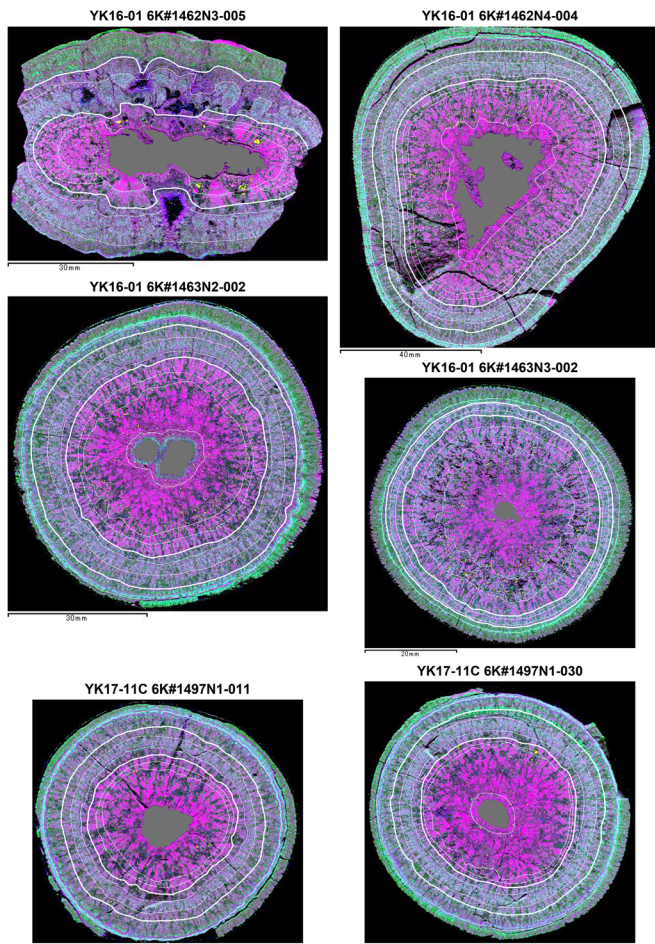 YK16-01 6K#1462N3-005
YK16-01 6K#1462N4-004
30mm
40mm
YK16-01 6K#1463N2-002
YK16-01 6K#1463N3-002
30mm
20mm
YK17-11C 6K#1497N1-011
YK17-11C 6K#1497N1-030